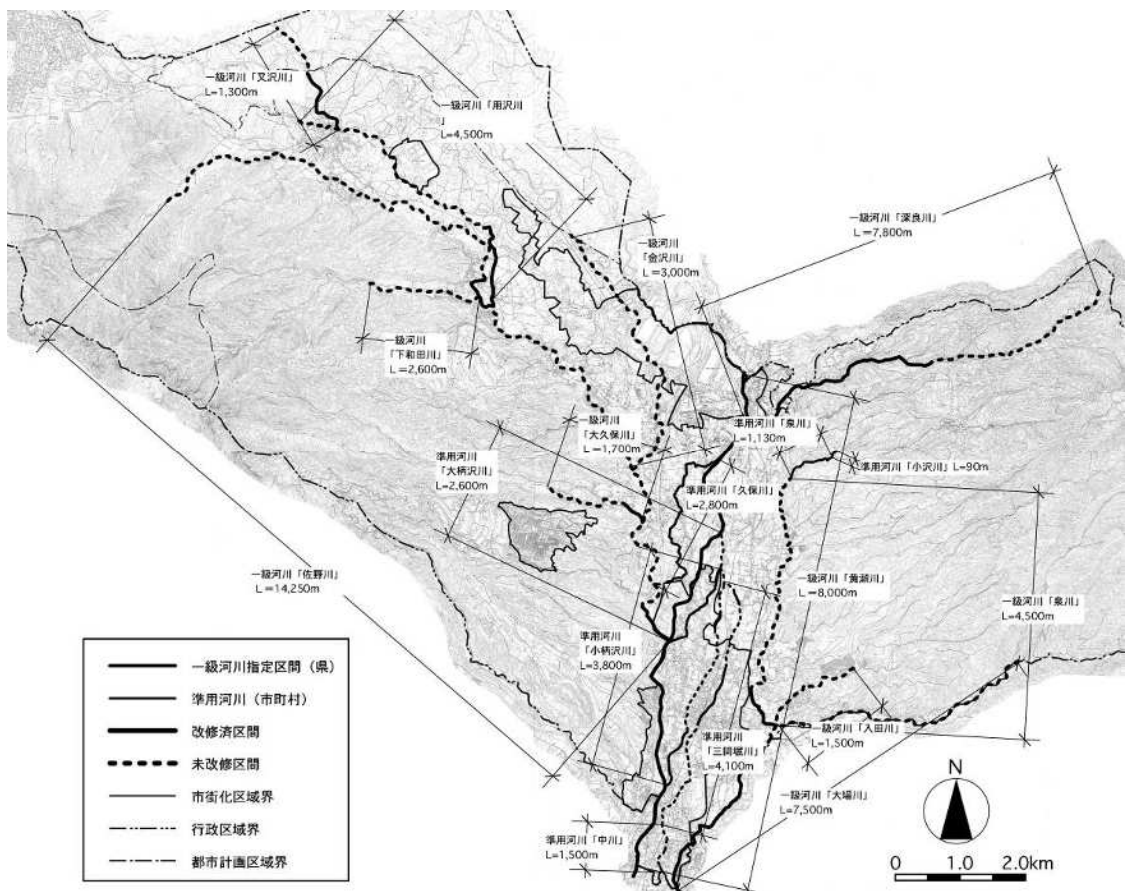 一級河川「又沢川」
L=1,300m
一級河川「用沢川
」
L=4,500m
一級河川「深良川」
L=7,800m
一級河川
「金沢川」
L=3,000m
一級河川
「下和田川」
L=2,600m
一級河川
「大久保川」
L=1,700m
準用河川「泉川」
L=1,130m
準用河川
「大柄沢川」
L=2,600m
準用河川「小沢川」L=90m
準用河川「久保川」
L=2,800m
一級河川「佐野川」
L=14,250m
一級河川「黄瀬川」
L=8,000m
一級河川「泉川」
L=4,500m
準用河川
「小柄沢川」
L=3,800m
準用河川
「三間堀川」
L=4,100m
一級河川「入田川」
L=1,500m
一級河川「大場川」
L=7,500m
準用河川「中川」
L=1,500m
一級河川指定区間（県）
準用河川（市町村）
改修済区間
未改修区間
市街化区域界
行政区域界
都市計画区域界
N
0 1.0 2.0km